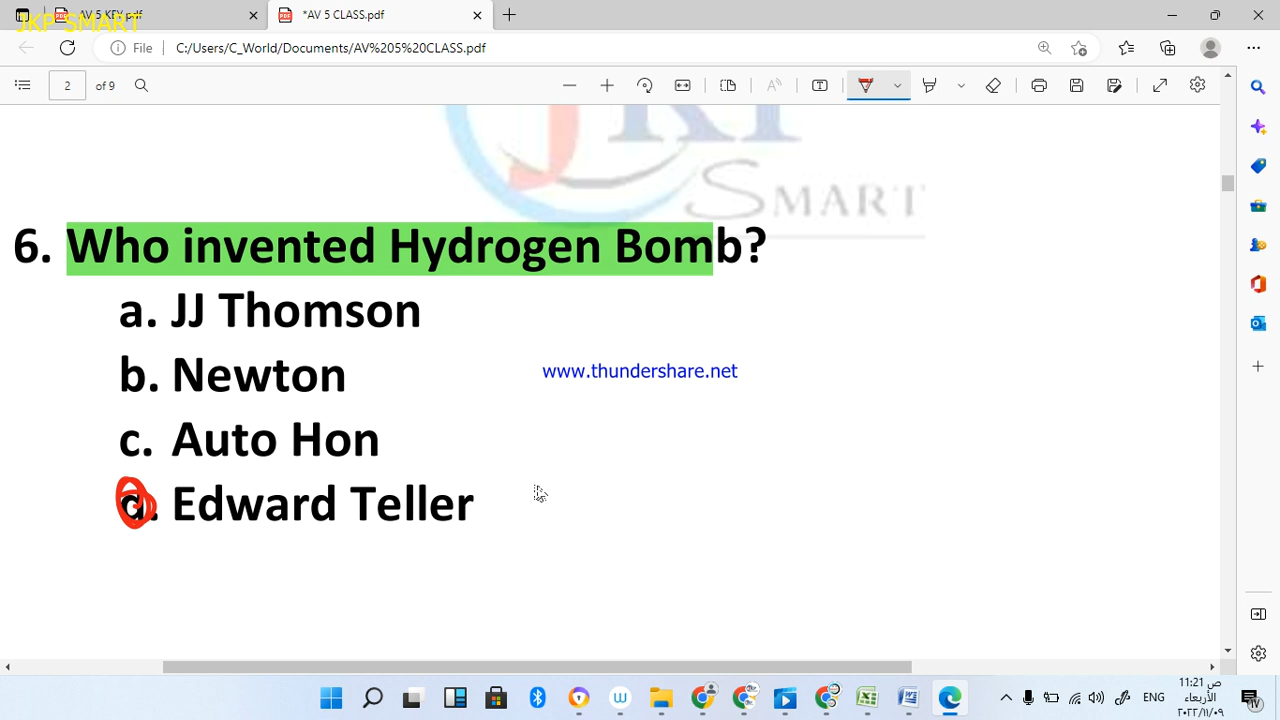 JKP SMART
AV 5 KEY.pdf
*AV 5 CLASS.pdf
File
C:/Users/C_World/Documents/AV%205%20CLASS.pdf
2 of 9
JKP
SMART
6. Who invented Hydrogen Bomb?
a. JJ Thomson
b. Newton
www.thundershare.net
c. Auto Hon
d. Edward Teller
ENG
11:21 ص
الأربعاء
٢٠٢٢/١١/٠٩